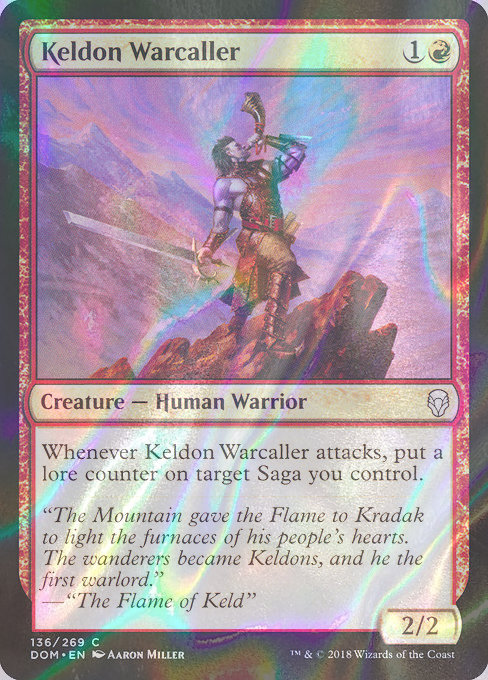 Keldon Warcaller 1
Creature — Human Warrior
Whenever Keldon Warcaller attacks, put a
lore counter on target Saga you control.
“The Mountain gave the Flame to Kradak
to light the furnaces of his people’s hearts.
The wanderers became Keldons, and he the
first warlord.”
—“The Flame of Keld”
2/2
136/269 C
DOM • EN Aaron Miller
™ & © 2018 Wizards of the Coast